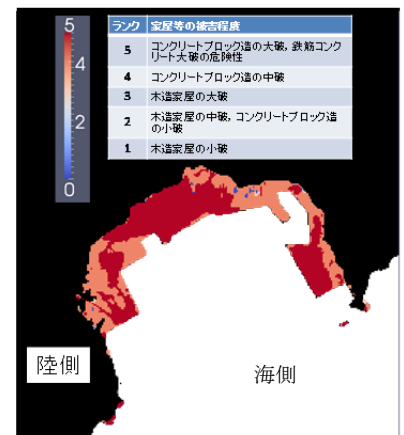 5
4
2
0
ランク 家屋等の被害程度
5 コンクリートブロック造の大破, 鉄筋コンク
リート大破の危険性
4 コンクリートブロック造の中破
3 木造家屋の大破
2 木造家屋の中破, コンクリートブロック造
の小破
1 木造家屋の小破
陸側
海側